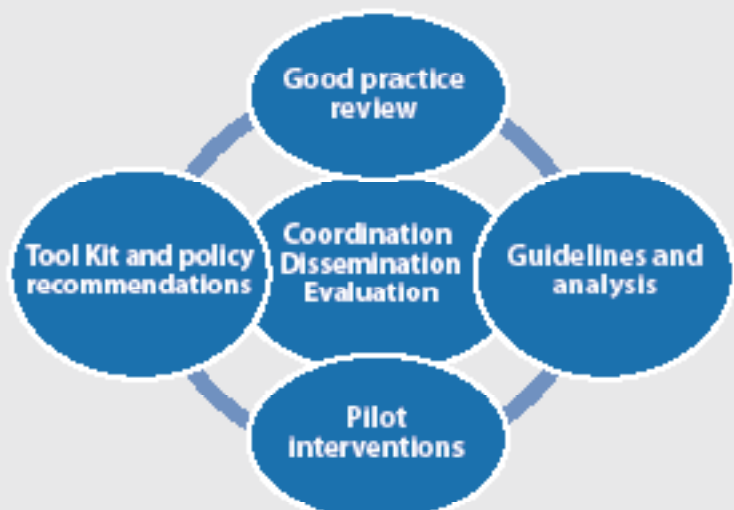 Good practice
review
Tool Kit and policy
recommendations
Coordination
Dissemination
Evaluation
Guidelines and
analysis
Pilot
interventions